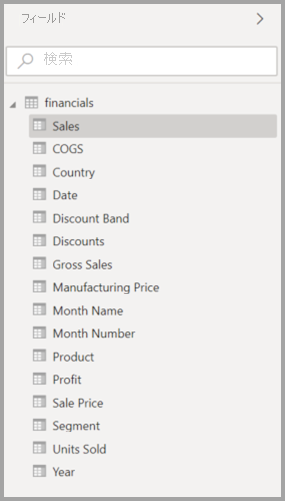 フィールド
検索
financials
Sales
COGS
Country
Date
Discount Band
Discounts
Gross Sales
Manufacturing Price
Month Name
Month Number
Product
Profit
Sale Price
Segment
Units Sold
Year